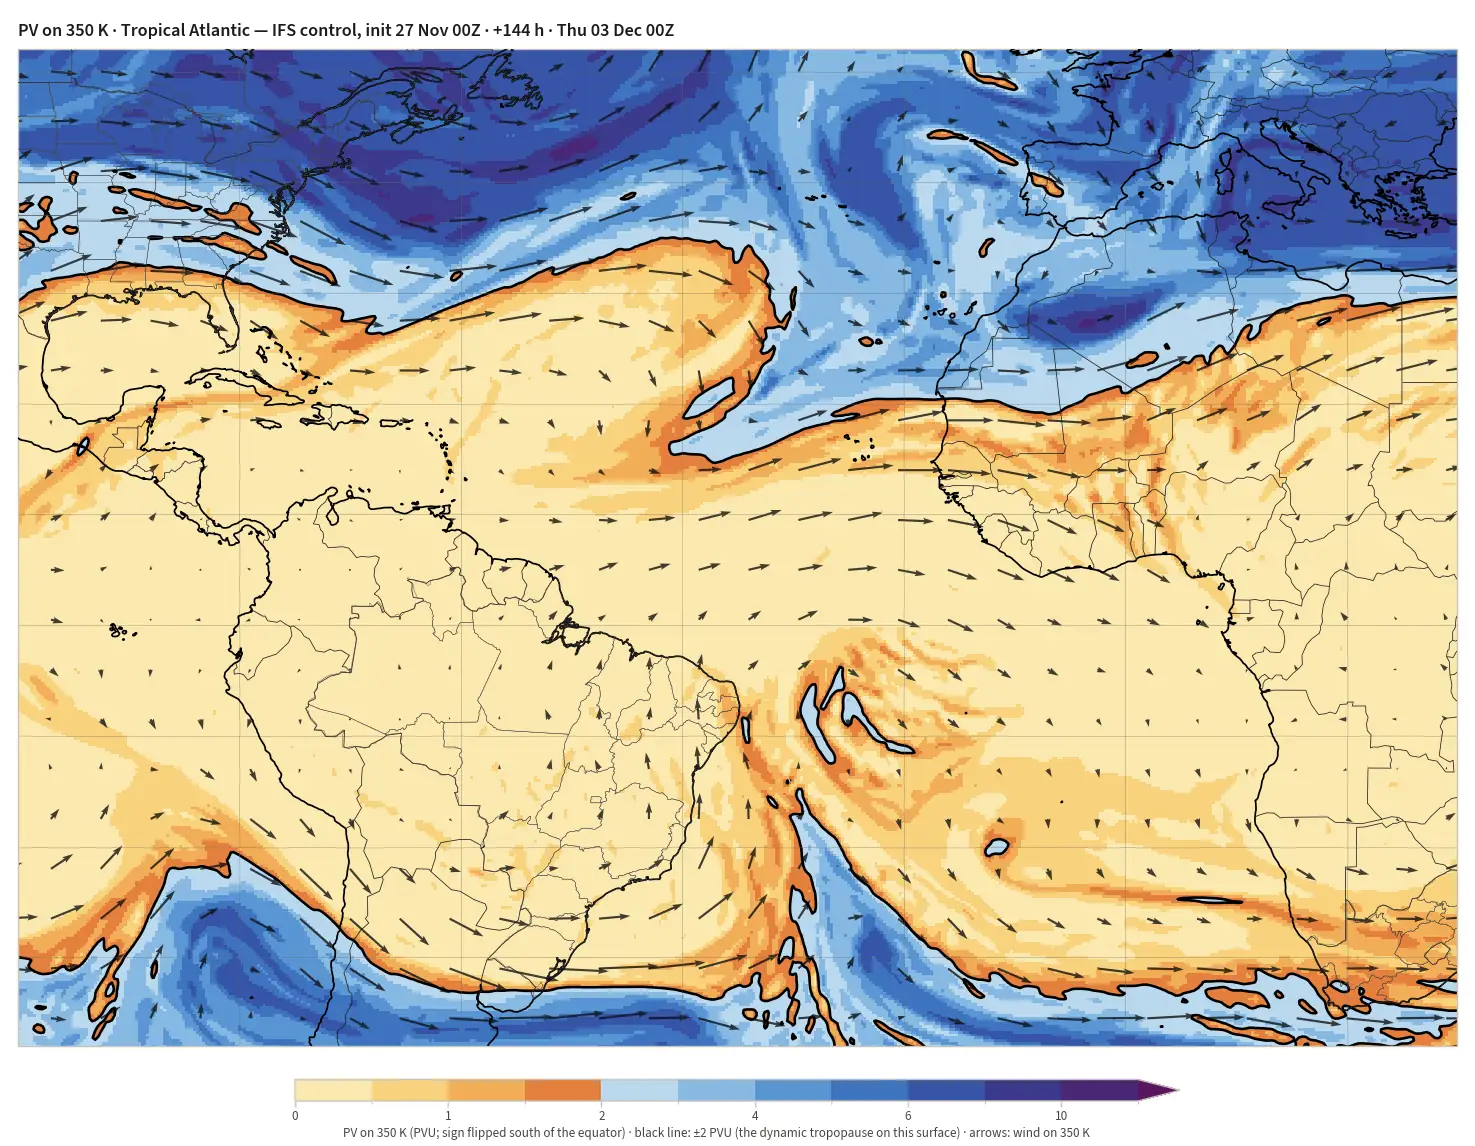 PV on 350 K · Tropical Atlantic — IFS control, init 27 Nov 00Z · +144 h · Thu 03 Dec 00Z
0 1 2 4 6 10
PV on 350 K (PVU; sign flipped south of the equator) · black line: ±2 PVU (the dynamic tropopause on this surface) · arrows: wind on 350 K